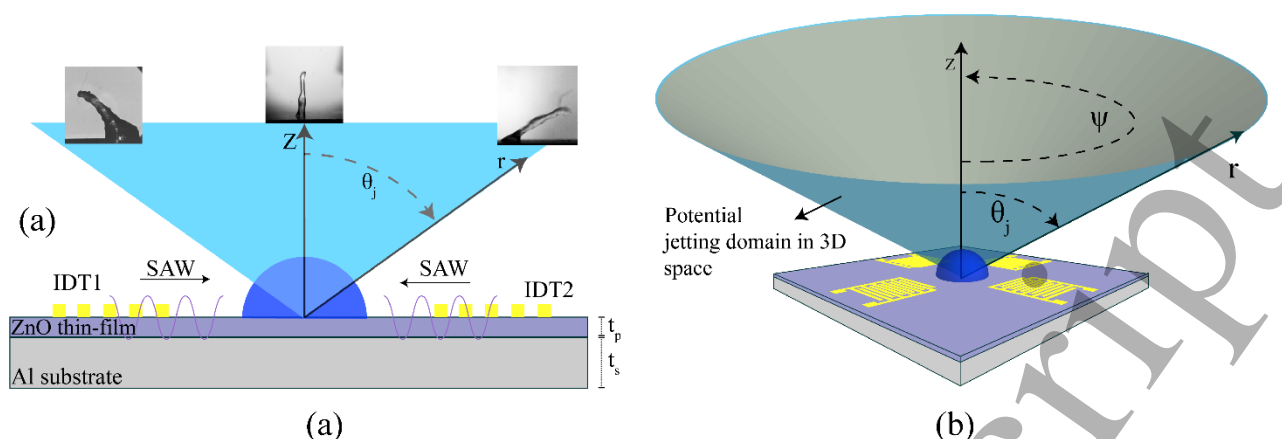 Z
r
θj
(a)
SAW
SAW
IDT1
IDT2
ZnO thin-film
tp
Al substrate
ts
(a)
z
ψ
r
θj
Potential
jetting domain in 3D
space
(b)